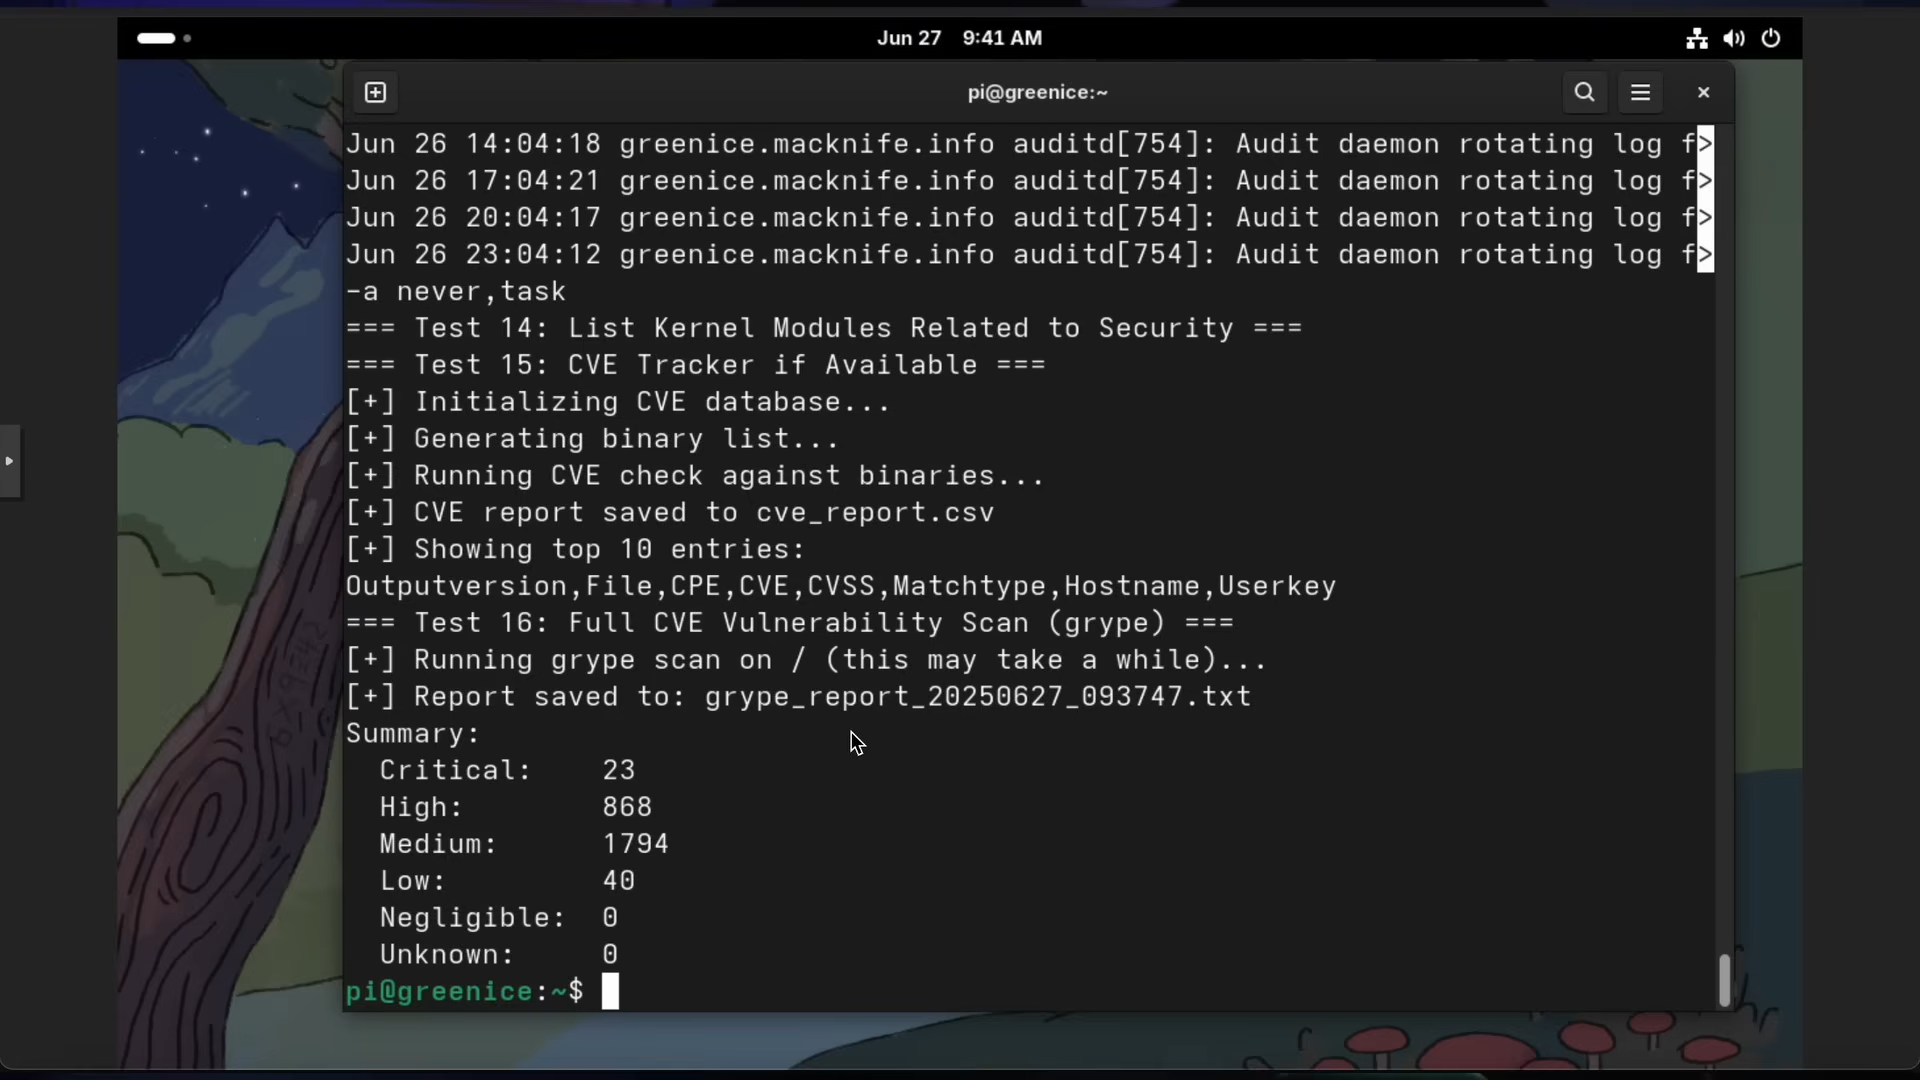 Jun 27 9:41 AM
pi@greenice:~
Jun 26 14:04:18 greenice.macknife.info auditd[754]: Audit daemon rotating log f>
Jun 26 17:04:21 greenice.macknife.info auditd[754]: Audit daemon rotating log f>
Jun 26 20:04:17 greenice.macknife.info auditd[754]: Audit daemon rotating log f>
Jun 26 23:04:12 greenice.macknife.info auditd[754]: Audit daemon rotating log f>
-a never,task
=== Test 14: List Kernel Modules Related to Security ===
=== Test 15: CVE Tracker if Available ===
[+] Initializing CVE database...
[+] Generating binary list...
[+] Running CVE check against binaries...
[+] CVE report saved to cve_report.csv
[+] Showing top 10 entries:
Outputversion,File,CPE,CVE,CVSS,Matchtype,Hostname,Userkey
=== Test 16: Full CVE Vulnerability Scan (grype) ===
[+] Running grype scan on / (this may take a while)...
[+] Report saved to: grype_report_20250627_093747.txt
Summary:
Critical: 23
High: 868
Medium: 1794
Low: 40
Negligible: 0
Unknown: 0
pi@greenice:~$